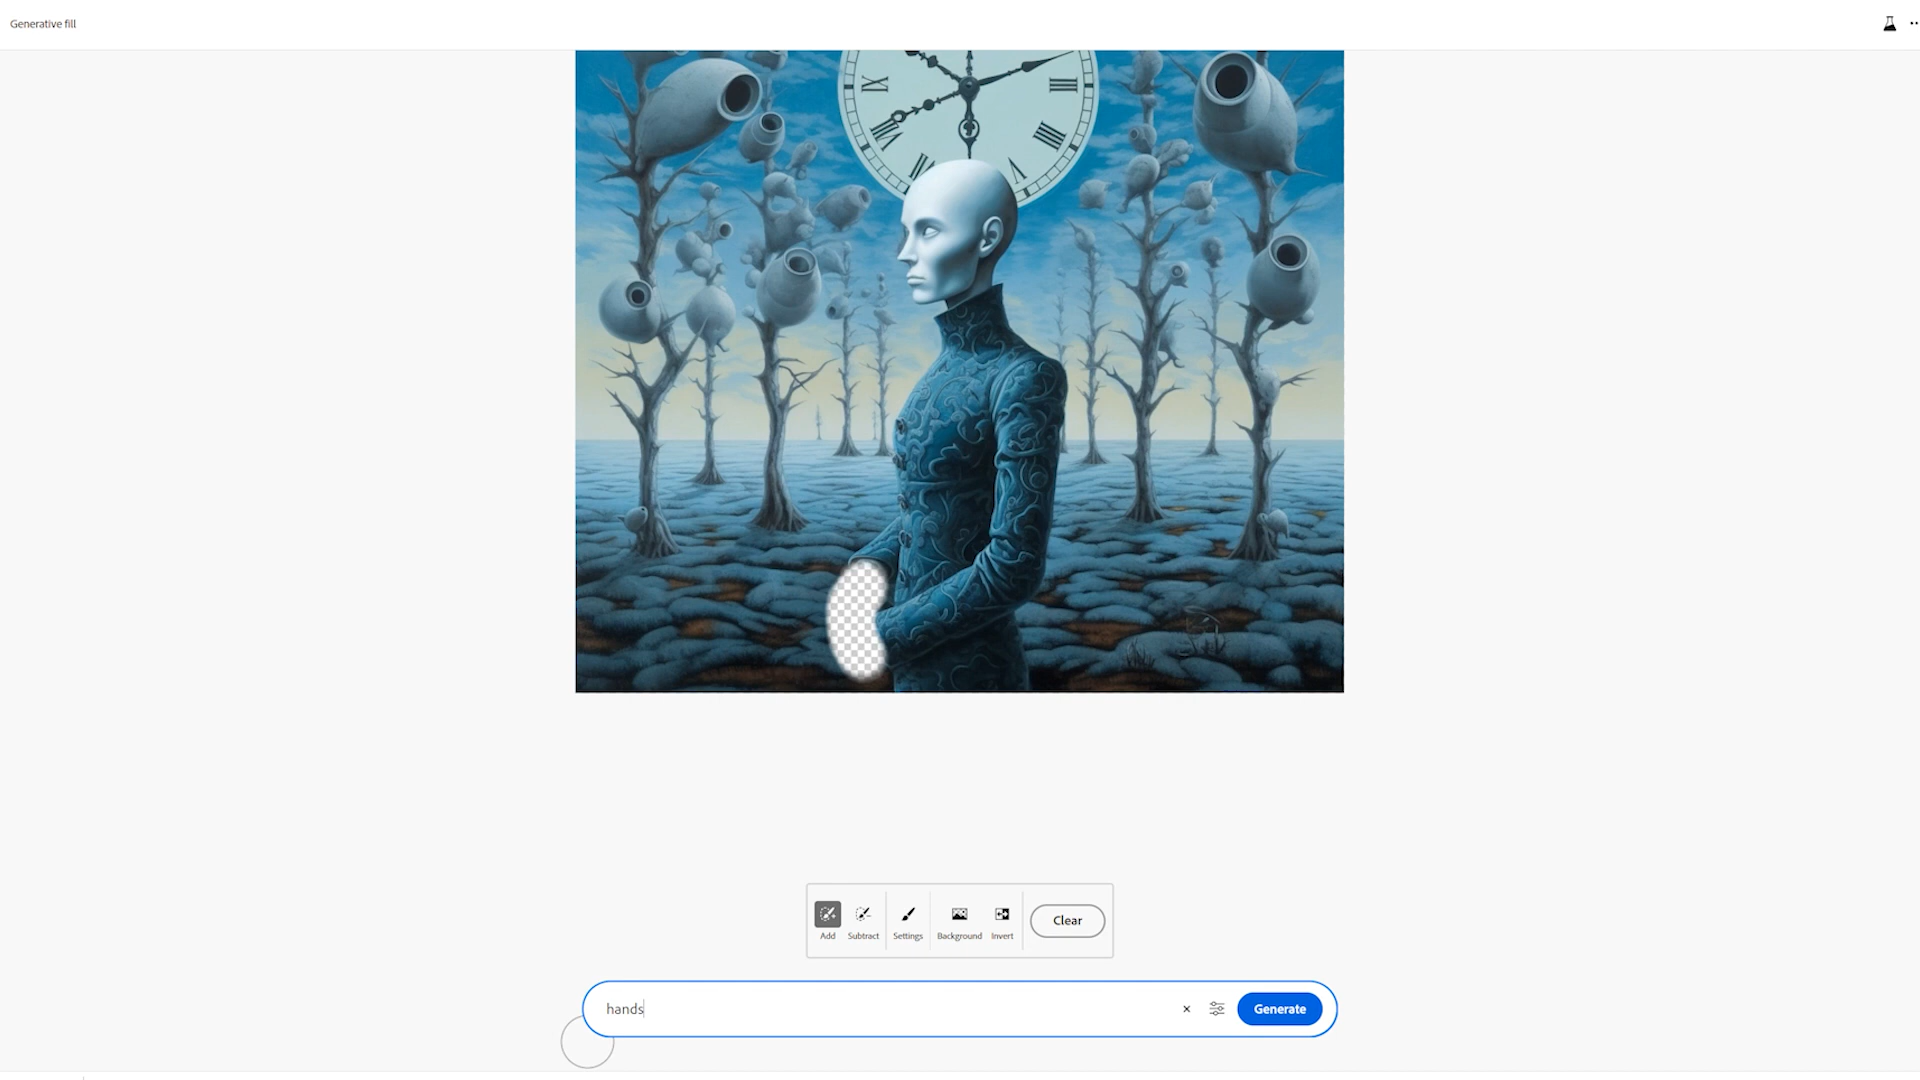 Generative fill
Add
Subtract
Settings
Background
Invert
Clear
hands
Generate